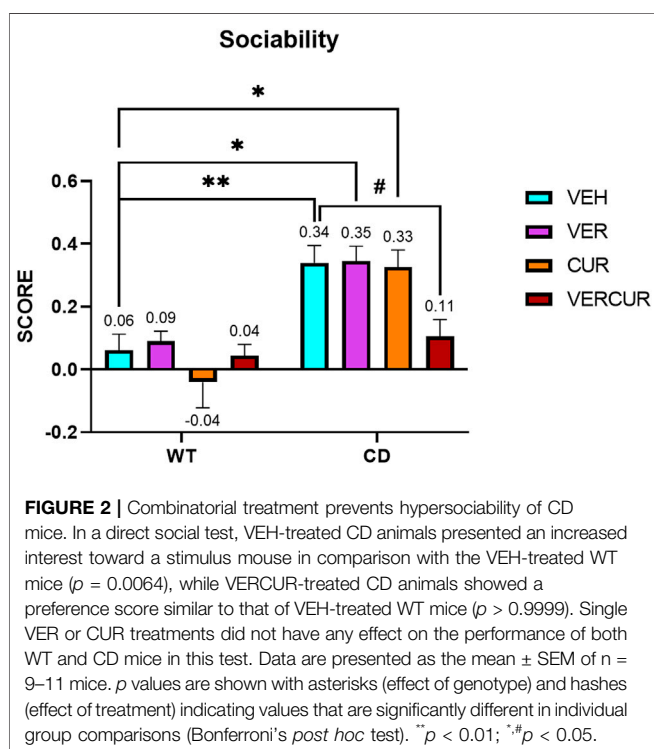 Sociability
*
*
**
#
0.6
0.4
0.2
0.0
-0.2
SCORE
0.06
0.09
-0.04
0.04
0.34
0.35
0.33
0.11
WT
CD
VEH
VER
CUR
VERCUR
FIGURE 2 | Combinatorial treatment prevents hypersociability of CD
mice. In a direct social test, VEH-treated CD animals presented an increased
interest toward a stimulus mouse in comparison with the VEH-treated WT
mice (p = 0.0064), while VERCUR-treated CD animals showed a
preference score similar to that of VEH-treated WT mice (p > 0.9999). Single
VER or CUR treatments did not have any effect on the performance of both
WT and CD mice in this test. Data are presented as the mean ± SEM of n =
9–11 mice. p values are shown with asterisks (effect of genotype) and hashes
(effect of treatment) indicating values that are significantly different in individual
group comparisons (Bonferroni's post hoc test). **p < 0.01; *,#p < 0.05.